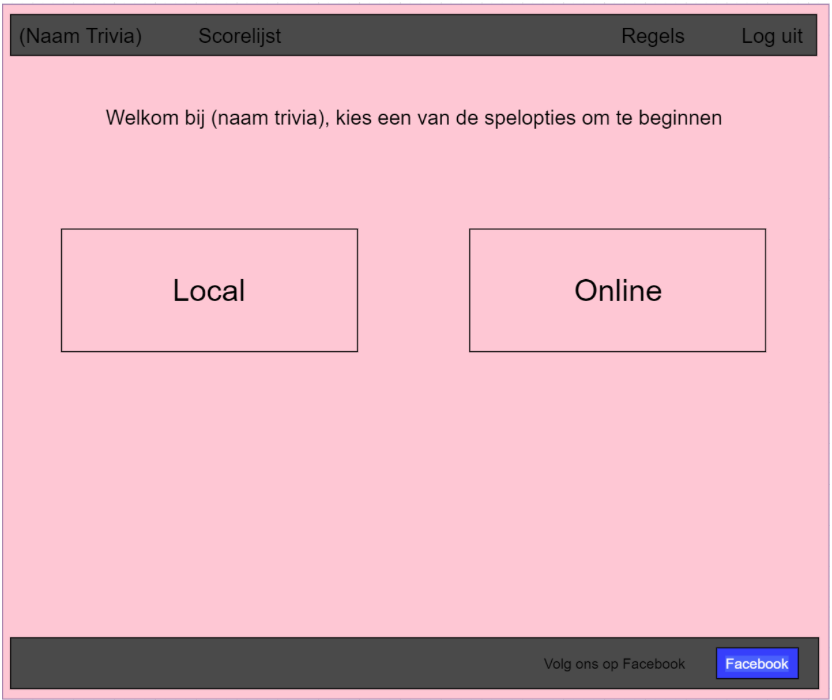 (Naam Trivia) Scorelijst Regels Log uit
Welkom bij (naam trivia), kies een van de spelopties om te beginnen
Local Online
Volg ons op Facebook Facebook